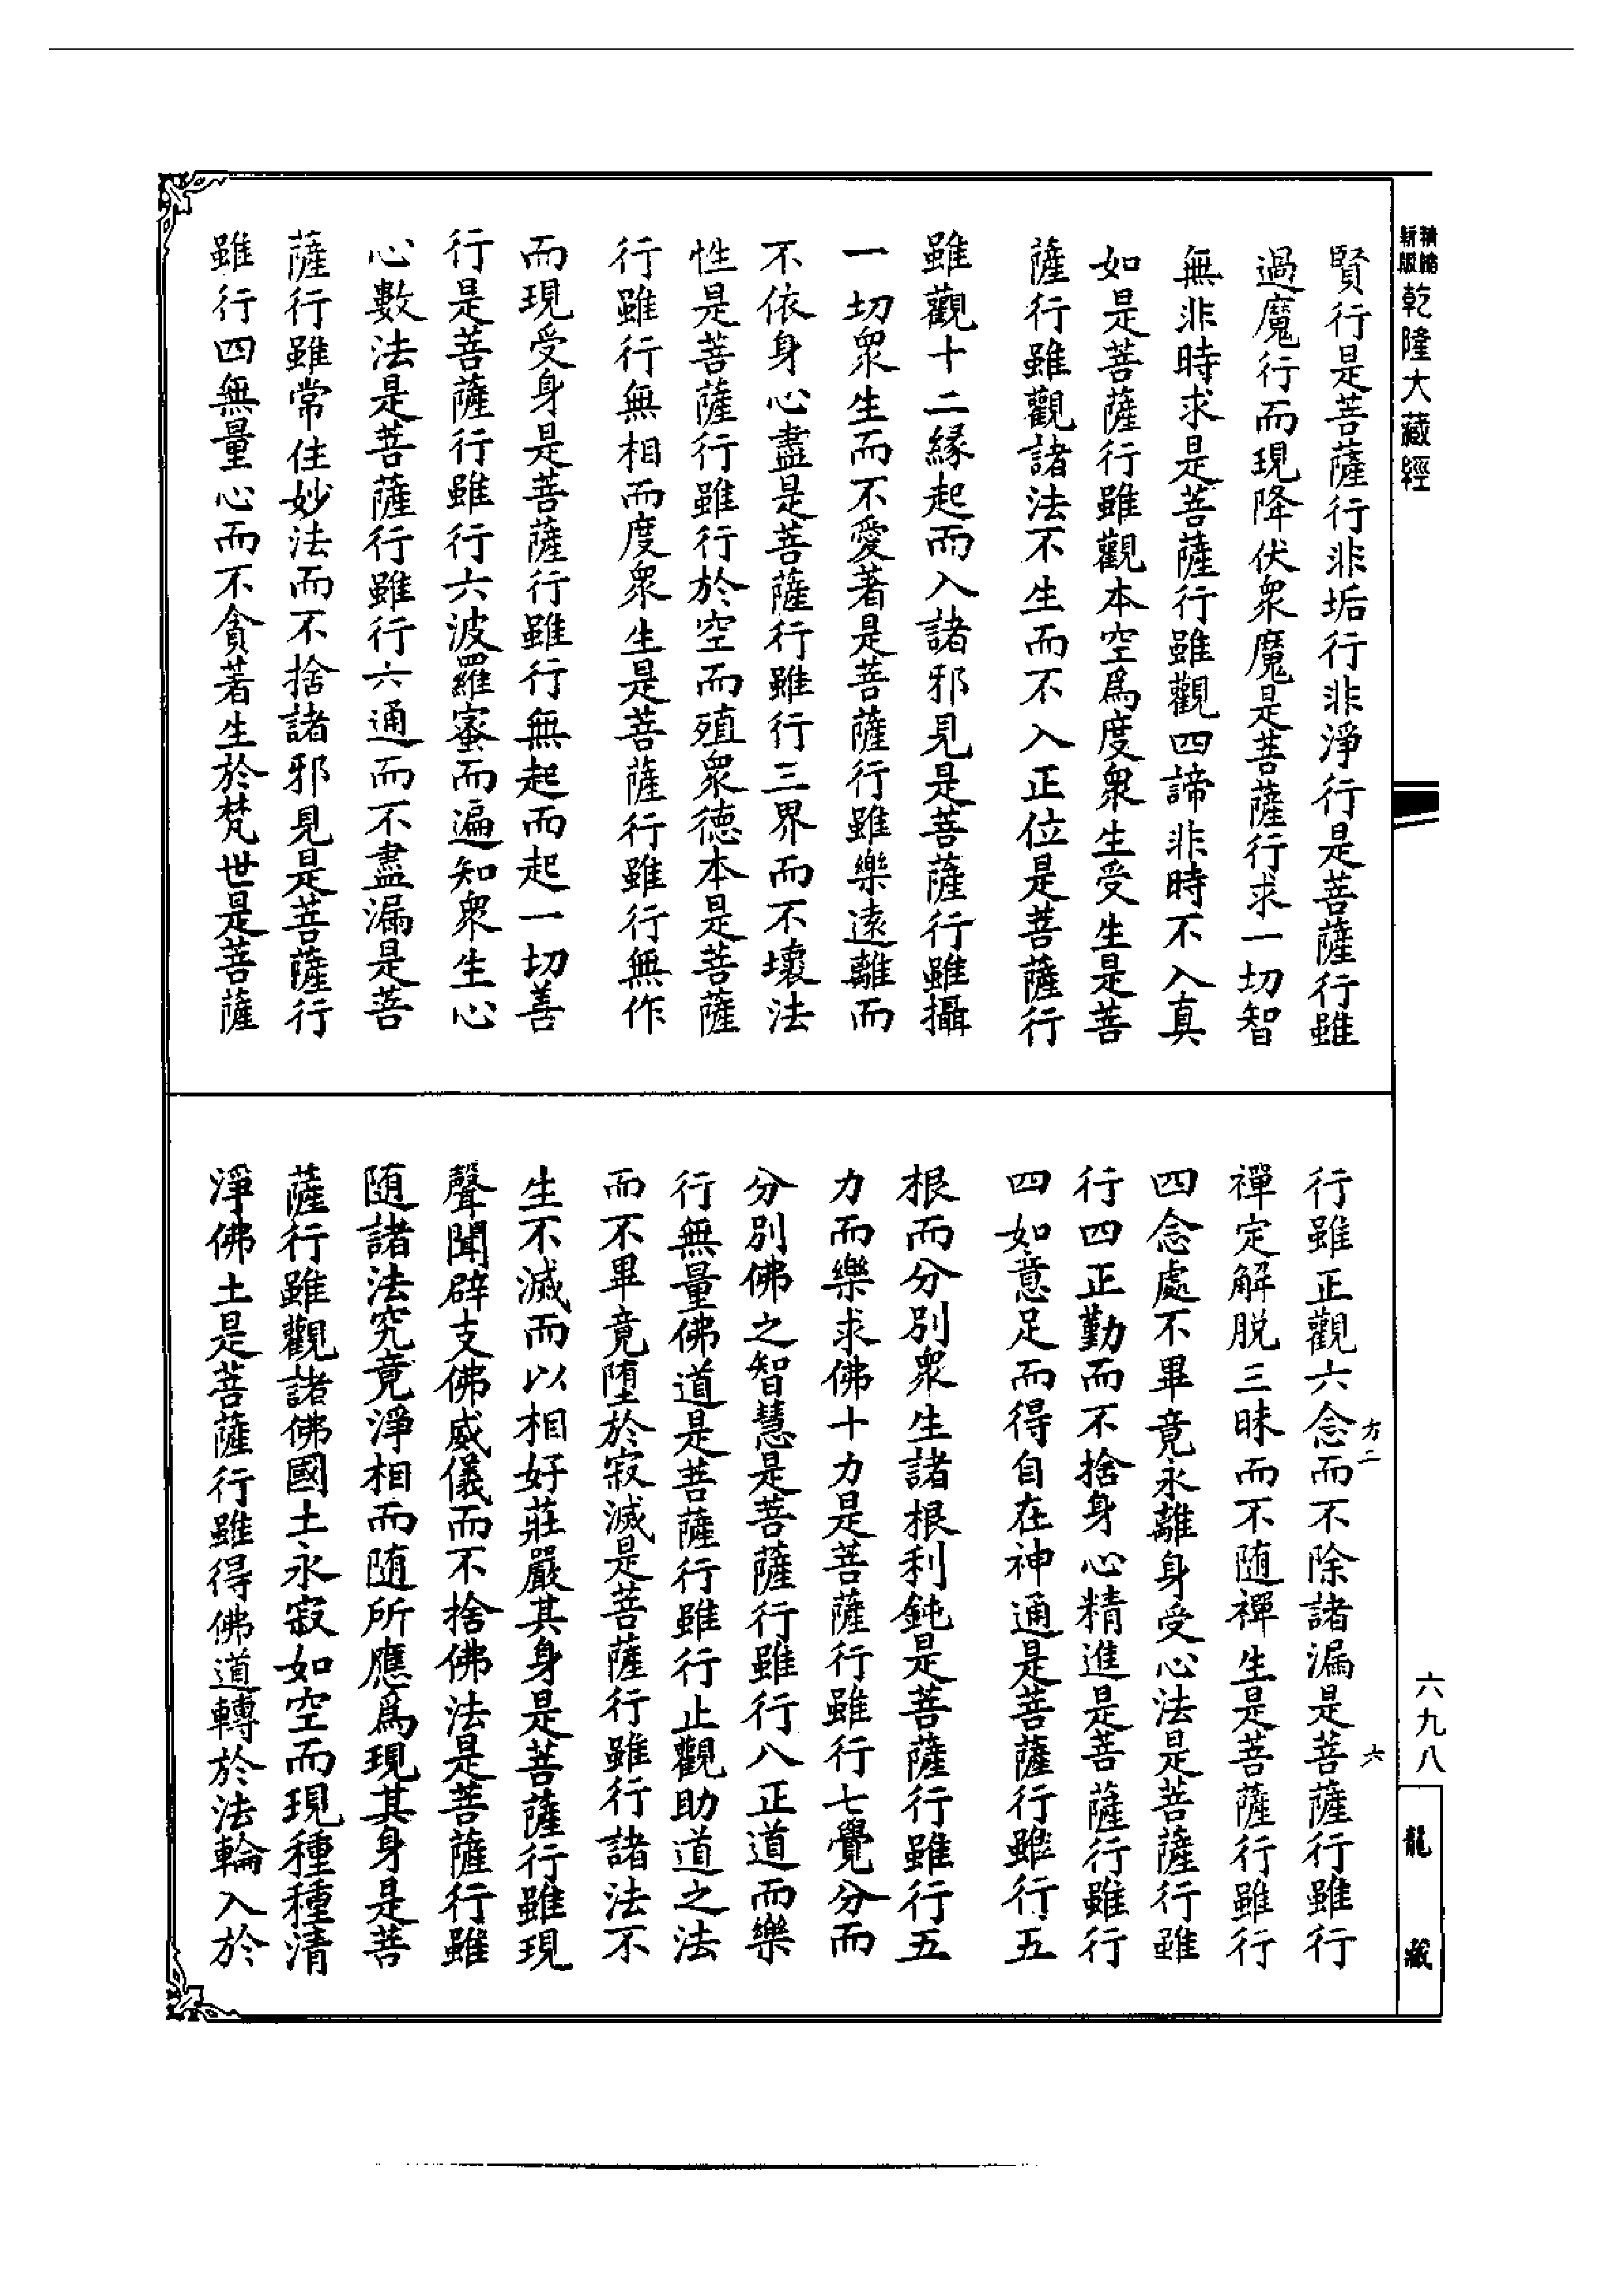 新版
精縮
乾隆大藏經
賢行是菩薩行非垢行非淨行是菩薩行雖
過魔行而現降伏衆魔是菩薩行求一切智
無非時求是菩薩行雖觀四諦非時不入真
如是菩薩行雖觀本空爲度衆生受生是菩
薩行雖觀諸法不生而不入正位是菩薩行
雖觀十二緣起而入諸邪見是菩薩行雖攝
一切衆生而不愛著是菩薩行雖樂遠離而
不依身心盡是菩薩行雖行三界而不壞法
性是菩薩行雖行於空而殖衆德本是菩薩
行雖行無相而度衆生是菩薩行雖行無作
而現受身是菩薩行雖行無起而起一切善
行是菩薩行雖行六波羅蜜而遍知衆生心
心數法是菩薩行雖行六通而不盡漏是菩
薩行雖常住妙法而不捨諸邪見是菩薩行
雖行四無量心而不貪著生於梵世是菩薩
行雖正觀六念而不除諸漏是菩薩行雖行
禪定解脫三昧而不随禪生是菩薩行雖行
四念處不畢竟永離身受心法是菩薩行雖
行四正勤而不捨身心精進是菩薩行雖行
四如意足而得自在神通是菩薩行雖行五
根而分別衆生諸根利鈍是菩薩行雖行五
力而樂求佛十力是菩薩行雖行七覺分而
分別佛之智慧是菩薩行雖行八正道而樂
行無量佛道是菩薩行雖行止觀助道之法
而不畢竟堕於寂滅是菩薩行雖行諸法不
生不滅而以相好莊嚴其身是菩薩行雖現
聲聞辟支佛威儀而不捨佛法是菩薩行雖
随諸法究竟淨相而随所應爲現其身是菩
薩行雖觀諸佛國土永寂如空而現種種清
淨佛土是菩薩行雖得佛道轉於法輪入於
方二
六
六九八
龍藏